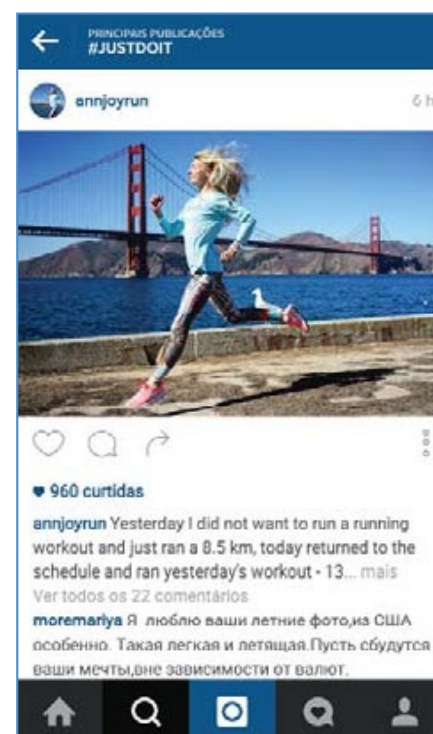 PRINCIPAIS PUBLICAÇÕES
#JUSTDOIT
annjoyrun 6 h
960 curtidas
annjoyrun Yesterday I did not want to run a running
workout and just ran a 8.5 km, today returned to the
schedule and ran yesterday's workout - 13... mais
Ver todos os 22 comentários
moremariya Я люблю ваши летние фото,из США
особенно. Такая легкая и летящая.Пусть сбудутся
ваши мечты,вне зависимости от валют.